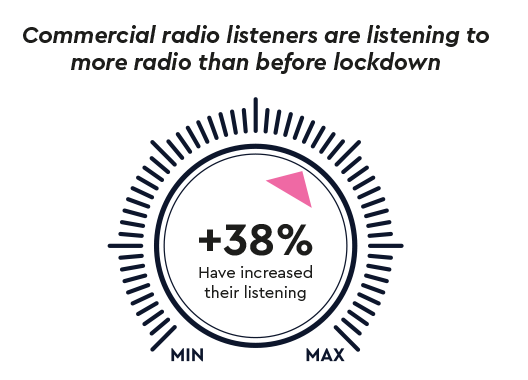 Commercial radio listeners are listening to
more radio than before lockdown
+38%
Have increased
their listening
MIN
MAX